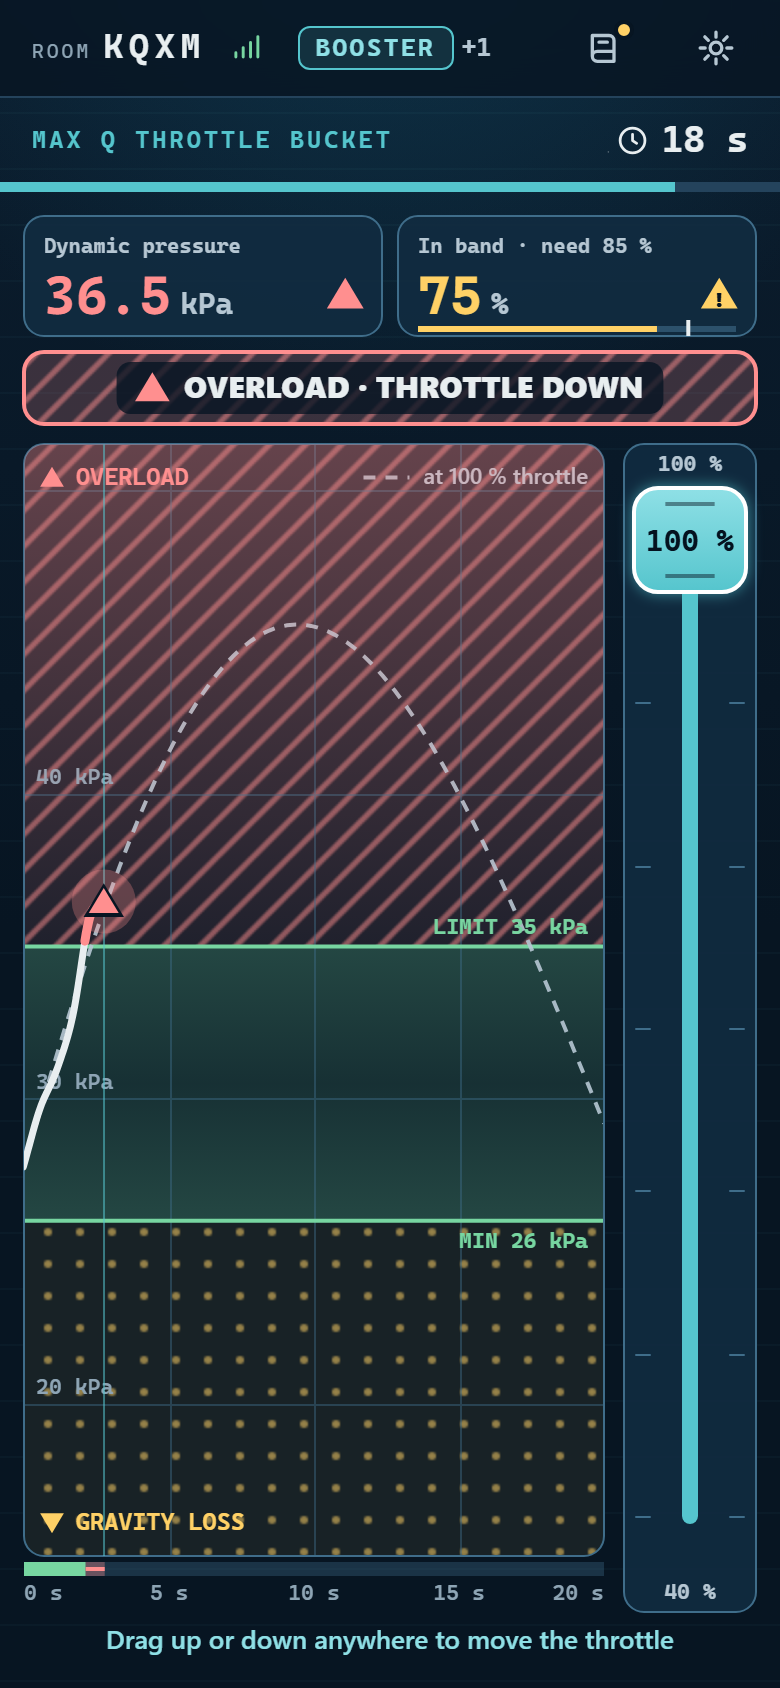 ROOM KQXM BOOSTER +1
MAX Q THROTTLE BUCKET 18 s
Dynamic pressure
36.5 kPa
In band · need 85 %
75 %
OVERLOAD · THROTTLE DOWN
OVERLOAD
at 100 % throttle
40 kPa
LIMIT 35 kPa
30 kPa
MIN 26 kPa
20 kPa
GRAVITY LOSS
0 s 5 s 10 s 15 s 20 s
100 %
100 %
40 %
Drag up or down anywhere to move the throttle